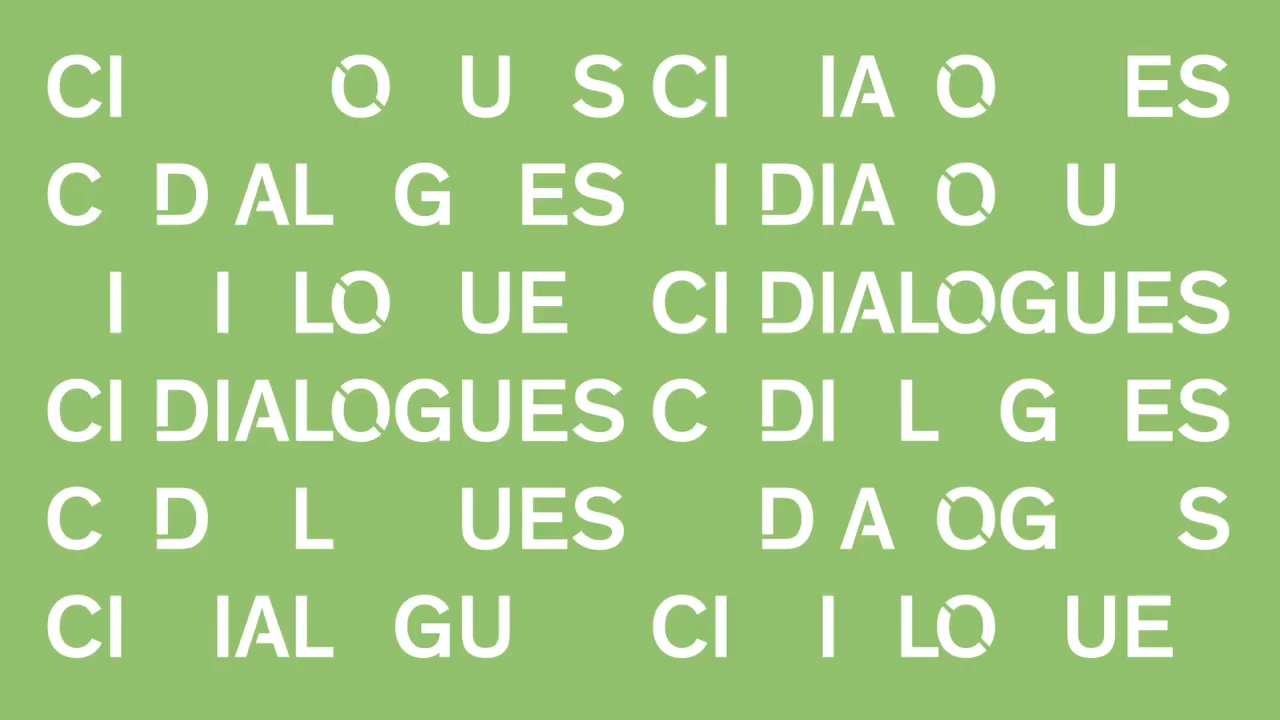 CI O U S CI IA O ES
C D AL G ES I DIA O U
I I LO UE CI DIALOGUES
CI DIALOGUES C DI L G ES
C D L UES D A OG S
CI IAL GU CI I LO UE